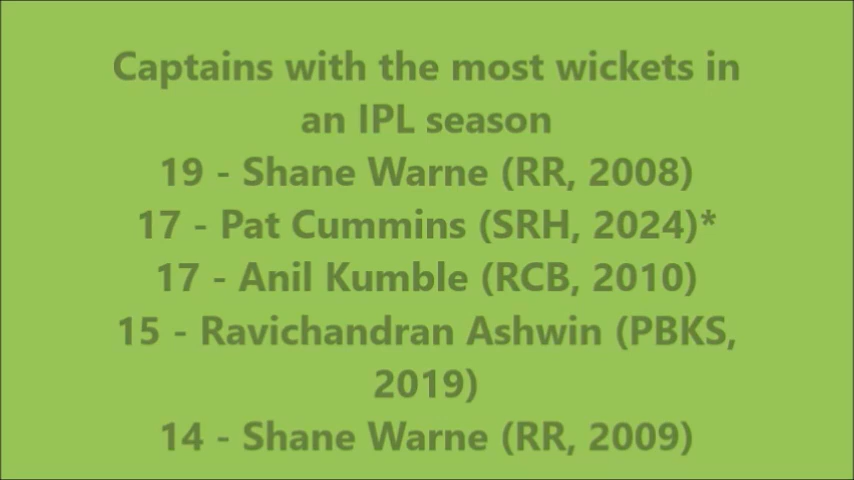 Captains with the most wickets in
an IPL season
19 - Shane Warne (RR, 2008)
17 - Pat Cummins (SRH, 2024)*
17 - Anil Kumble (RCB, 2010)
15 - Ravichandran Ashwin (PBKS,
2019)
14 - Shane Warne (RR, 2009)